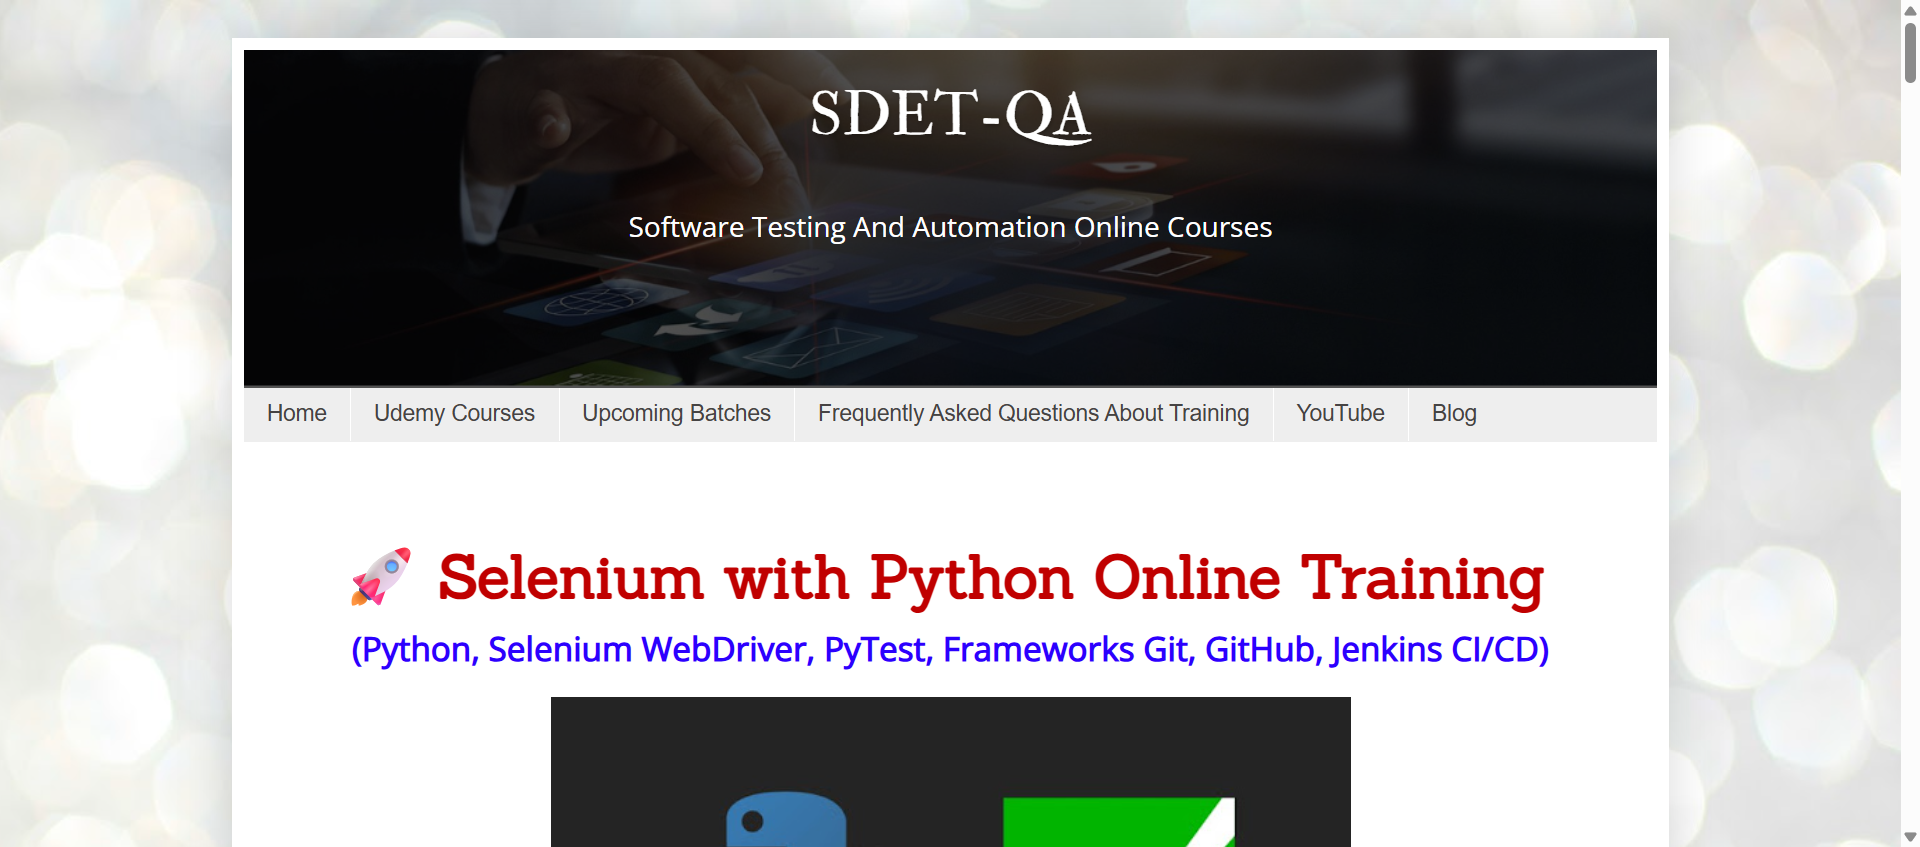 SDET-QA
Software Testing And Automation Online Courses
Home Udemy Courses Upcoming Batches Frequently Asked Questions About Training YouTube Blog
🚀 Selenium with Python Online Training
(Python, Selenium WebDriver, PyTest, Frameworks Git, GitHub, Jenkins CI/CD)